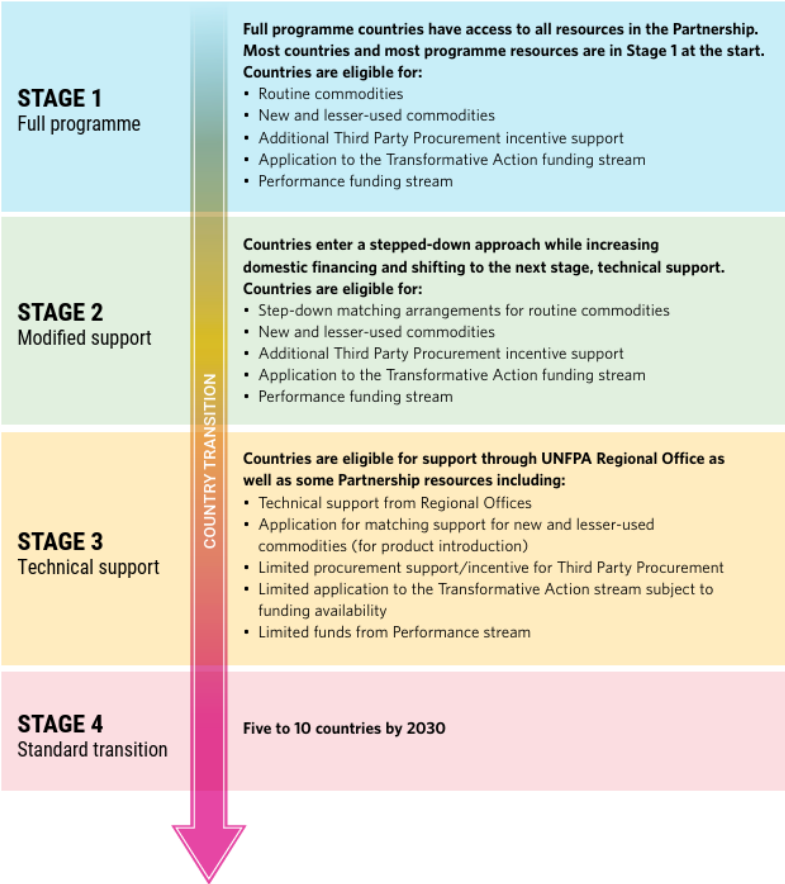 STAGE 1
Full programme
Full programme countries have access to all resources in the Partnership.
Most countries and most programme resources are in Stage 1 at the start.
Countries are eligible for:
• Routine commodities
• New and lesser-used commodities
• Additional Third Party Procurement incentive support
• Application to the Transformative Action funding stream
• Performance funding stream
STAGE 2
Modified support
Countries enter a stepped-down approach while increasing
domestic financing and shifting to the next stage, technical support.
Countries are eligible for:
• Step-down matching arrangements for routine commodities
• New and lesser-used commodities
• Additional Third Party Procurement incentive support
• Application to the Transformative Action funding stream
• Performance funding stream
COUNTRY TRANSITION
STAGE 3
Technical support
Countries are eligible for support through UNFPA Regional Office as
well as some Partnership resources including:
• Technical support from Regional Offices
• Application for matching support for new and lesser-used
commodities (for product introduction)
• Limited procurement support/incentive for Third Party Procurement
• Limited application to the Transformative Action stream subject to
funding availability
• Limited funds from Performance stream
STAGE 4
Standard transition
Five to 10 countries by 2030